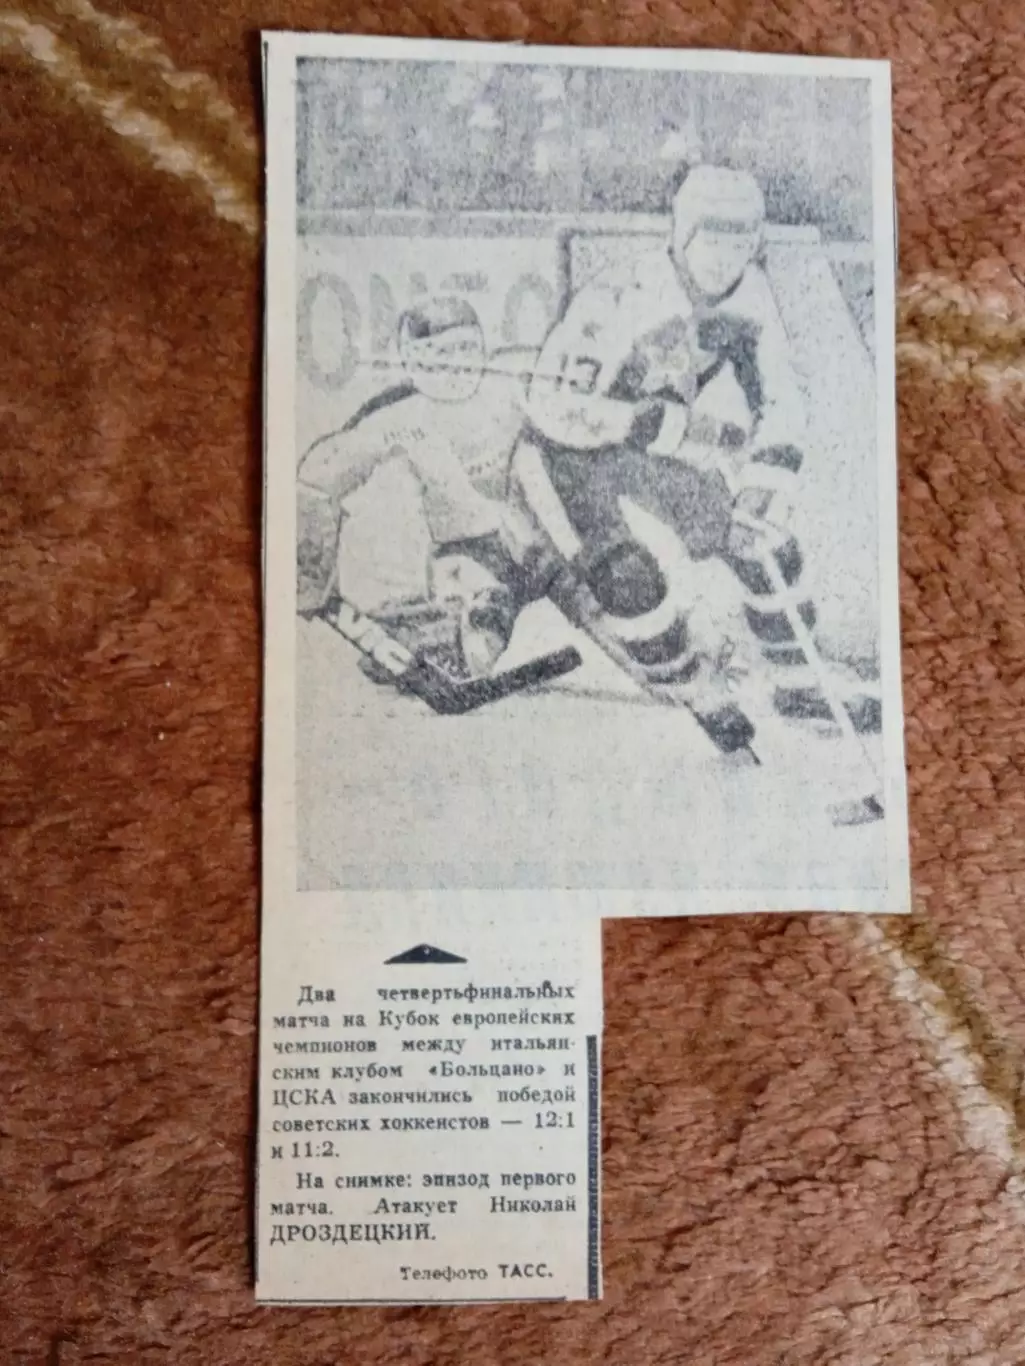 13
Два четвертьфинальных
матча на Кубок европейских
чемпионов между итальян-
ским клубом «Больцано» и
ЦСКА закончились победой
советских хоккеистов — 12:1
и 11:2.
На снимке: эпизод первого
матча. Атакует Николай
ДРОЗДЕЦКИЙ.
Телефото ТАСС.